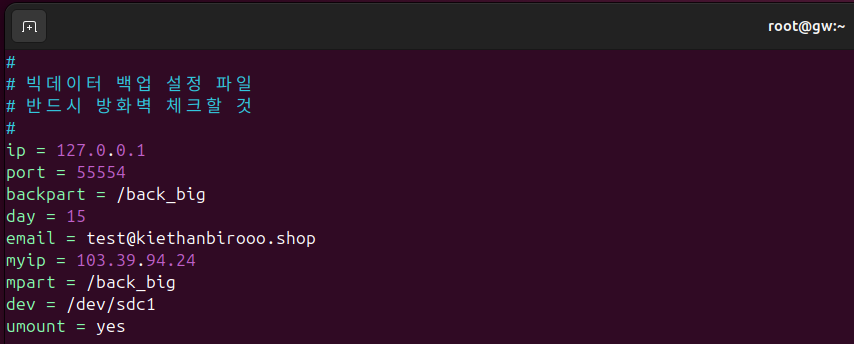 root@gw:~
#
# 빅데이터 백업 설정 파일
# 반드시 방화벽 체크할 것
#
ip = 127.0.0.1
port = 55554
backpart = /back_big
day = 15
email = test@kiethanbirooo.shop
myip = 103.39.94.24
mpart = /back_big
dev = /dev/sdc1
umount = yes